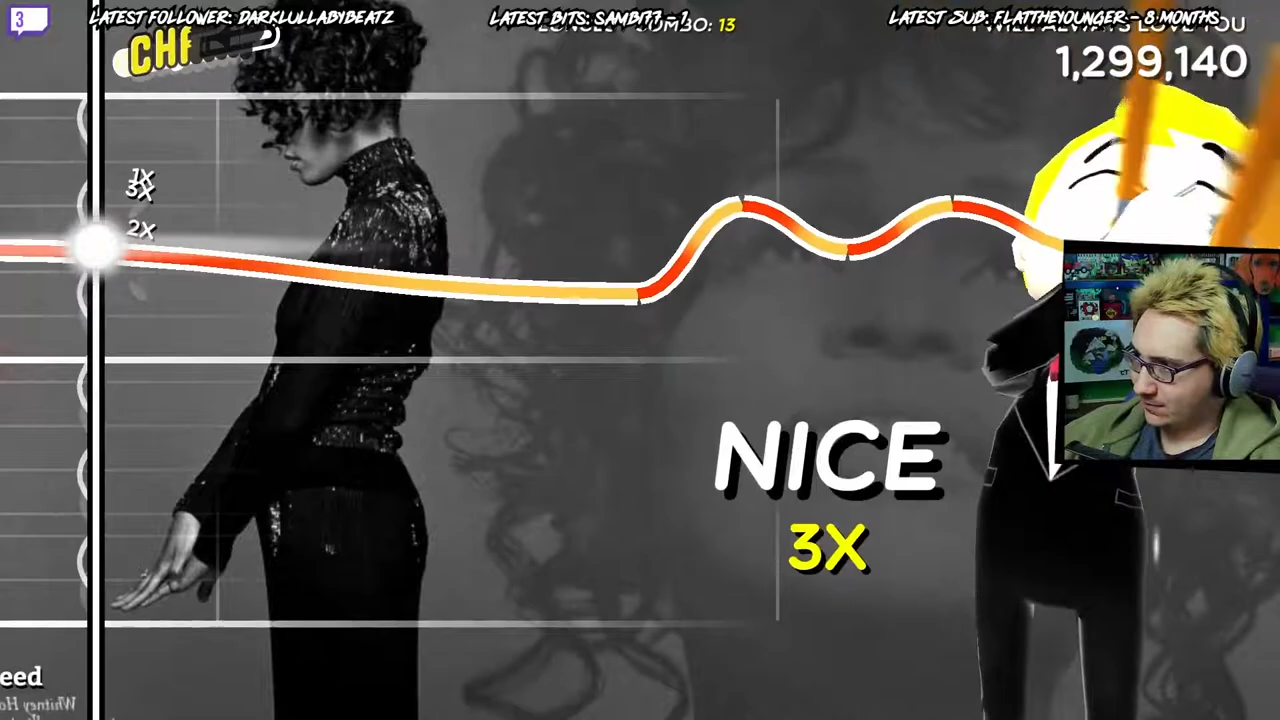 3
LATEST FOLLOWER: DARKLULLABYBEATZ
LATEST BITS: SAMBI77 - 1
LATEST SUB: FLATTHEYOUNGER - 8 MONTHS
COMBO: 13
I WILL ALWAYS LOVE YOU
1,299,140
1X
3X
2X
NICE
3X
eed